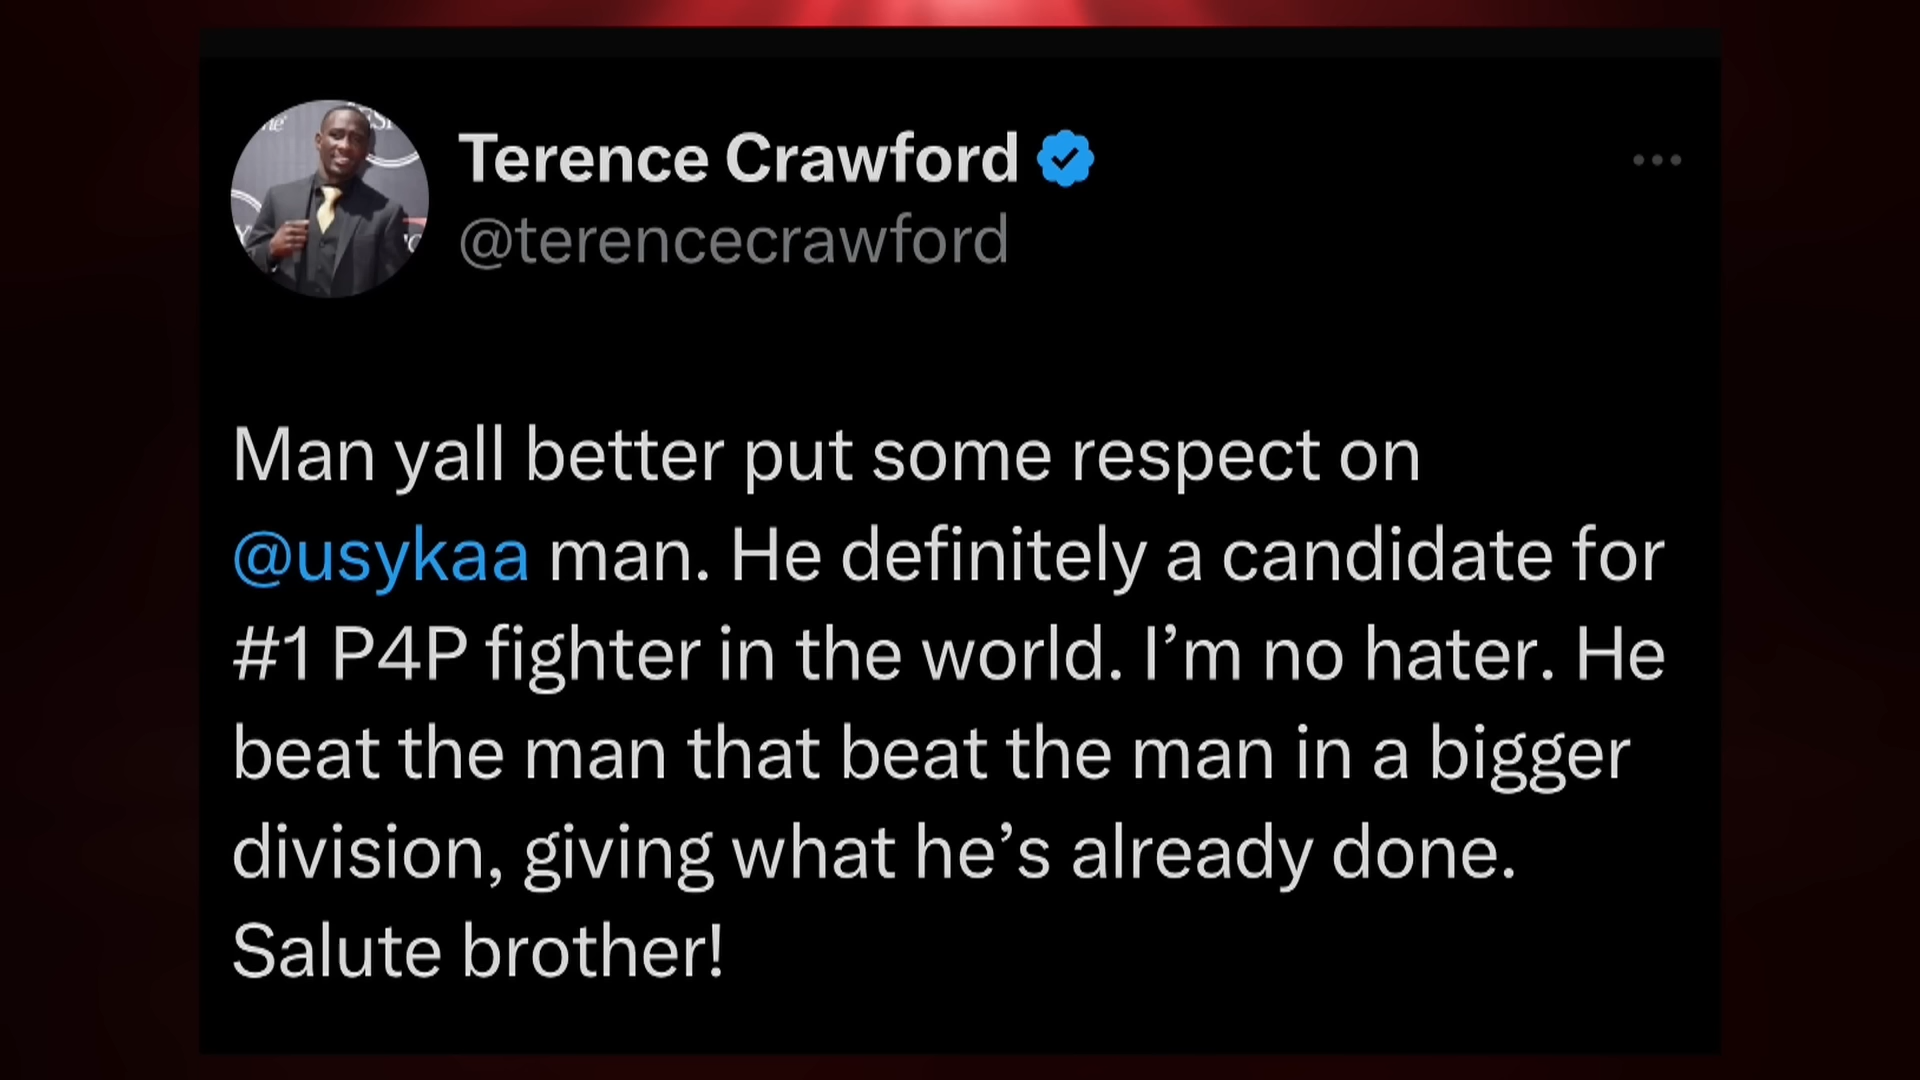 Terence Crawford
@terencecrawford
Man yall better put some respect on
@usykaa man. He definitely a candidate for
#1 P4P fighter in the world. I’m no hater. He
beat the man that beat the man in a bigger
division, giving what he’s already done.
Salute brother!